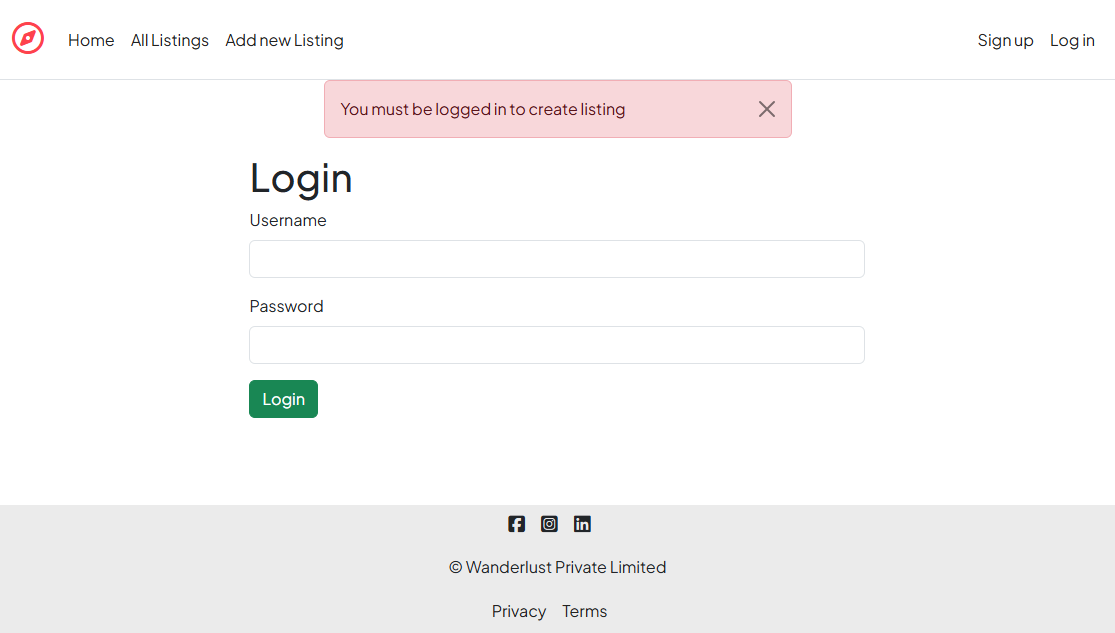 Home All Listings Add new Listing Sign up Log in
You must be logged in to create listing
Login
Username
Password
Login
© Wanderlust Private Limited
Privacy Terms